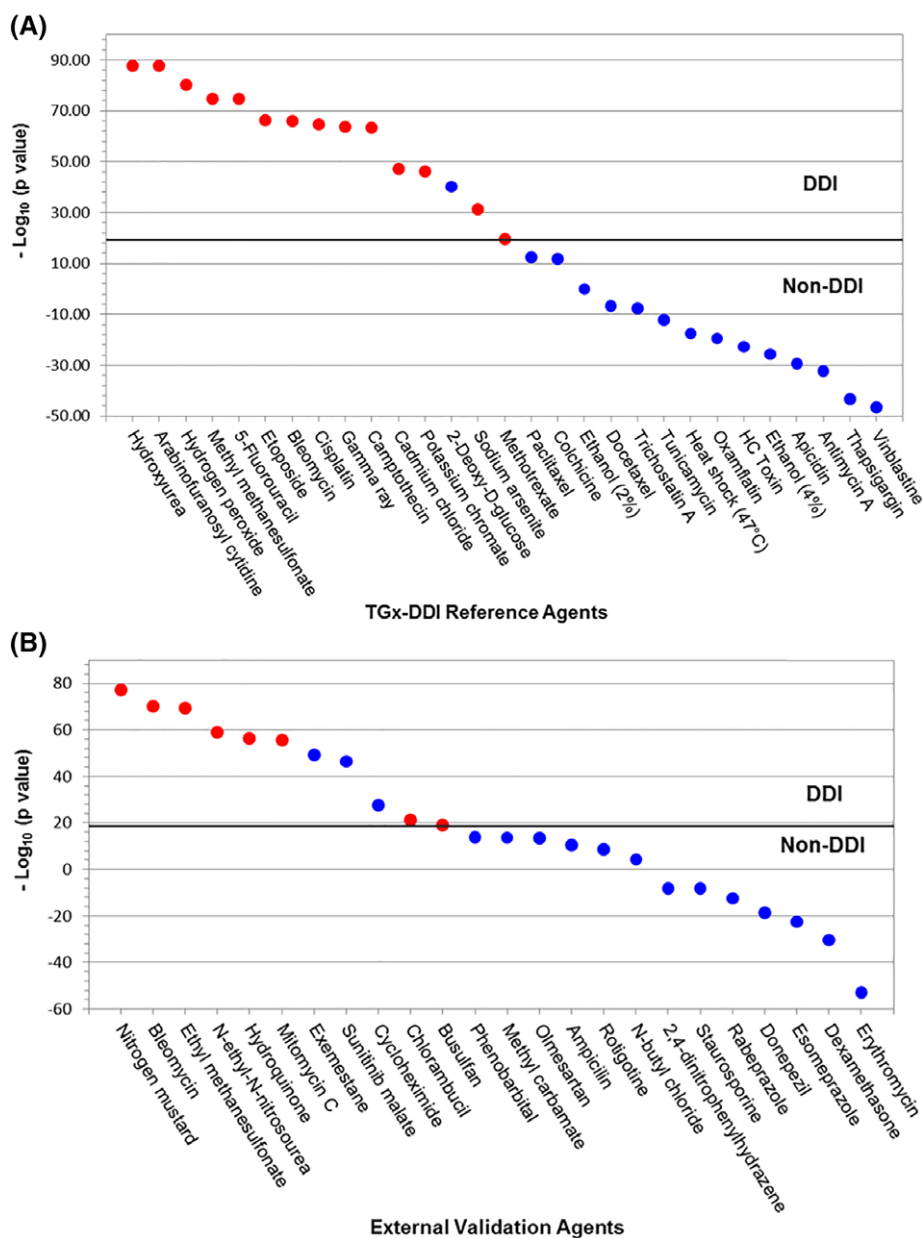 (A)
- Log10 (p value)
90.00
70.00
50.00
30.00
10.00
-10.00
-30.00
-50.00
DDI
Non-DDI
Hydroxyurea
Arabinofuranosyl cytidine
Hydrogen peroxide
Methyl methanesulfonate
5-Fluorouracil
Etoposide
Bleomycin
Cisplatin
Gamma ray
Camptothecin
Cadmium chloride
Potassium chromate
2-Deoxy-D-glucose
Sodium arsenite
Methotrexate
Paclitaxel
Colchicine
Ethanol (2%)
Docetaxel
Trichostatin A
Tunicamycin
Heat shock (47°C)
Oxamflatin
HC Toxin
Ethanol (4%)
Apicidin
Antimycin A
Thapsigargin
Vinblastine
TGx-DDI Reference Agents
(B)
- Log10 (p value)
80
60
40
20
0
-20
-40
-60
DDI
Non-DDI
Nitrogen mustard
Bleomycin
Ethyl methanesulfonate
N-ethyl-N-nitrosourea
Hydroquinone
Mitomycin C
Exemestane
Sunitinib malate
Cycloheximide
Chlorambucil
Busulfan
Phenobarbital
Methyl carbamate
Olmesartan
Ampicilin
Rotigotine
N-butyl chloride
2,4-dinitrophenylhydrazene
Staurosporine
Rabeprazole
Donepezil
Esomeprazole
Dexamethasone
Erythromycin
External Validation Agents